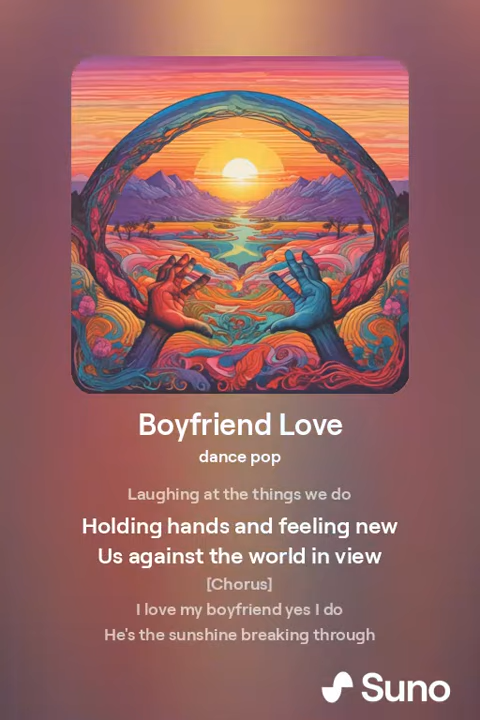 Boyfriend Love
dance pop
Laughing at the things we do
Holding hands and feeling new
Us against the world in view
[Chorus]
I love my boyfriend yes I do
He's the sunshine breaking through
Suno